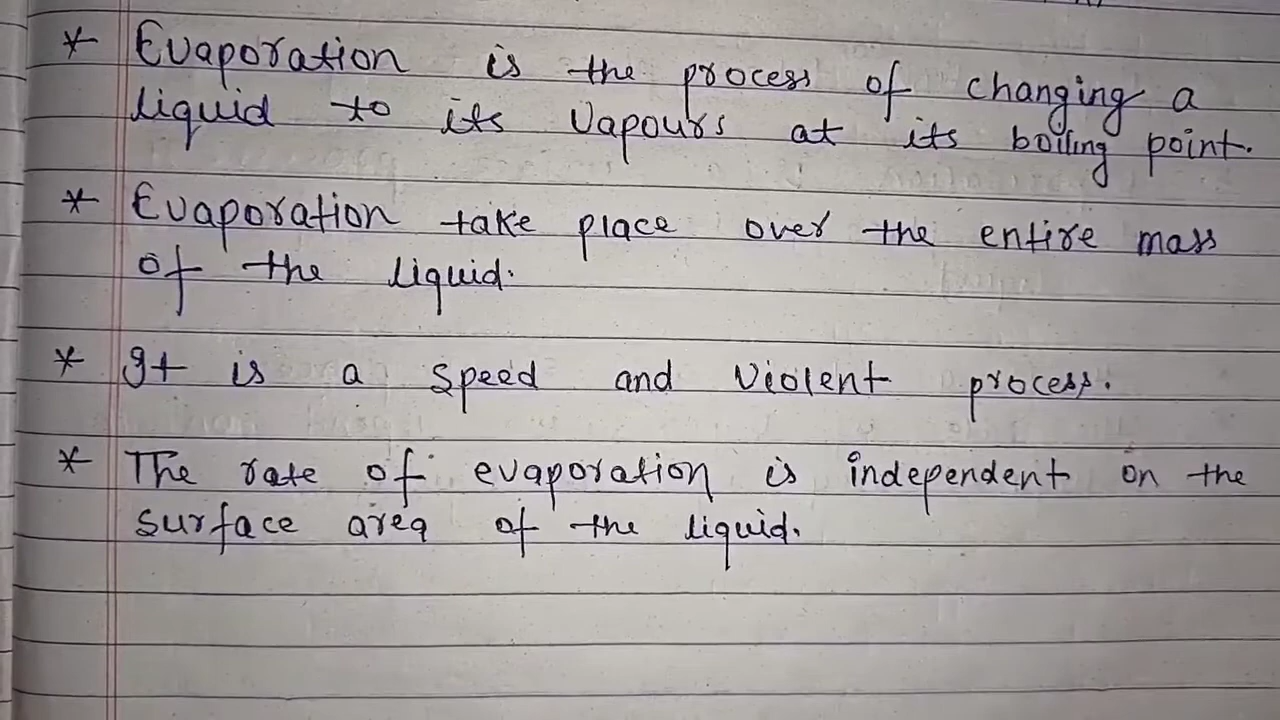 * Evaporation is the process of changing a
liquid to its Vapours at its boiling point.
* Evaporation take place over the entire mass
of the liquid.
* It is a Speed and Violent process.
* The rate of evaporation is independent on the
surface area of the liquid.